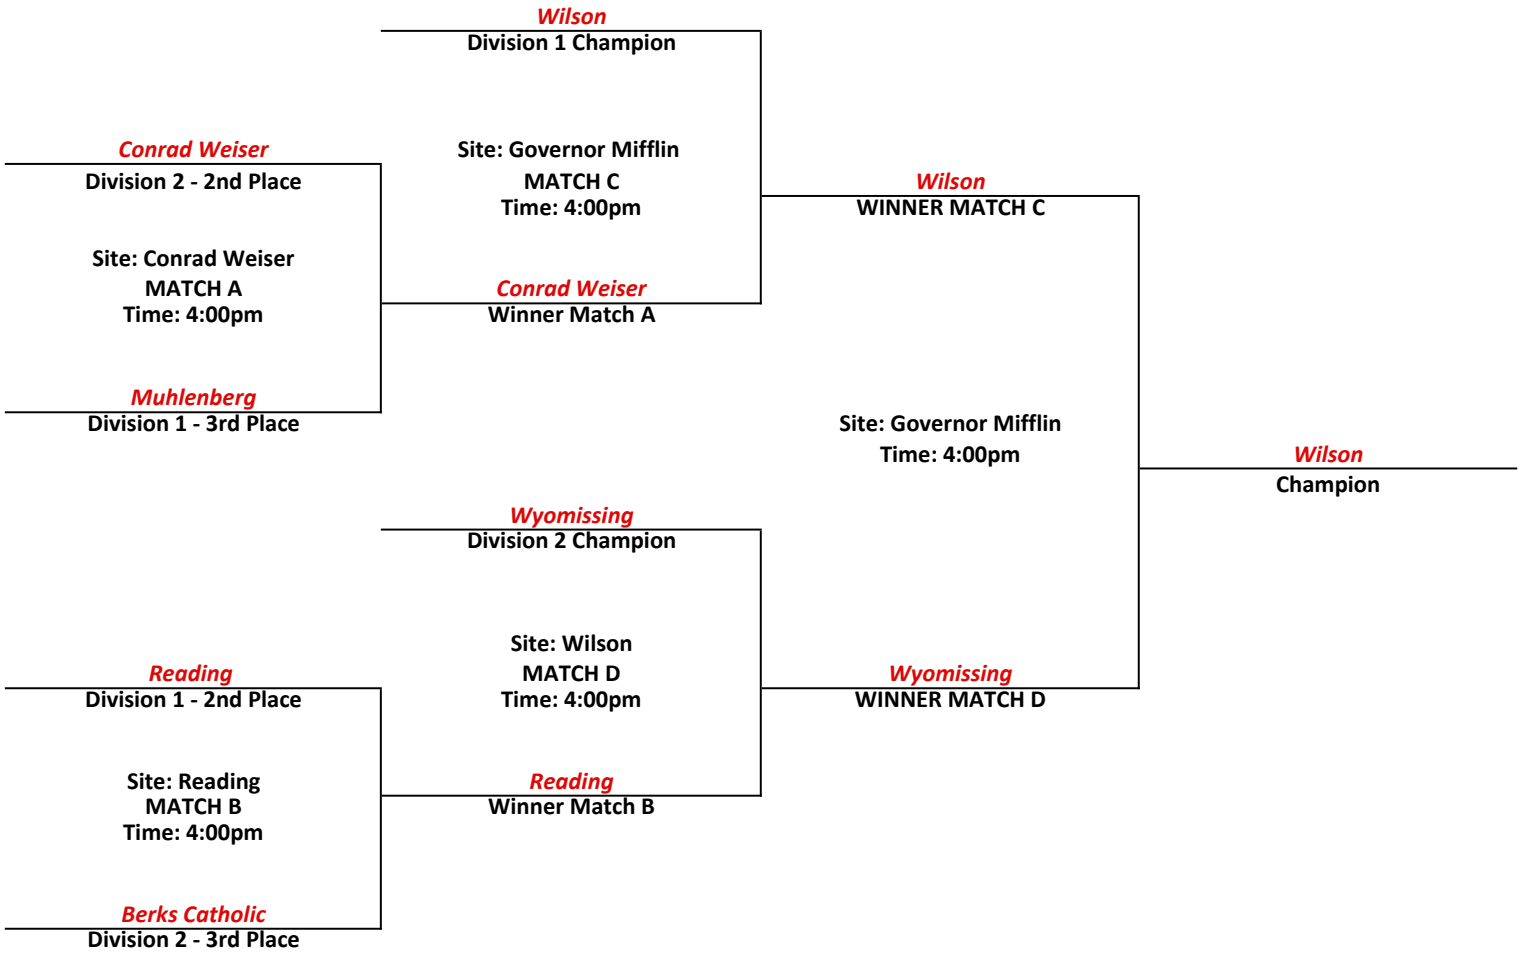 Wilson
Division 1 Champion
Conrad Weiser
Division 2 - 2nd Place
Site: Governor Mifflin
MATCH C
Time: 4:00pm
Wilson
WINNER MATCH C
Site: Conrad Weiser
MATCH A
Time: 4:00pm
Conrad Weiser
Winner Match A
Muhlenberg
Division 1 - 3rd Place
Site: Governor Mifflin
Time: 4:00pm
Wilson
Champion
Wyomissing
Division 2 Champion
Reading
Division 1 - 2nd Place
Site: Wilson
MATCH D
Time: 4:00pm
Wyomissing
WINNER MATCH D
Site: Reading
MATCH B
Time: 4:00pm
Reading
Winner Match B
Berks Catholic
Division 2 - 3rd Place